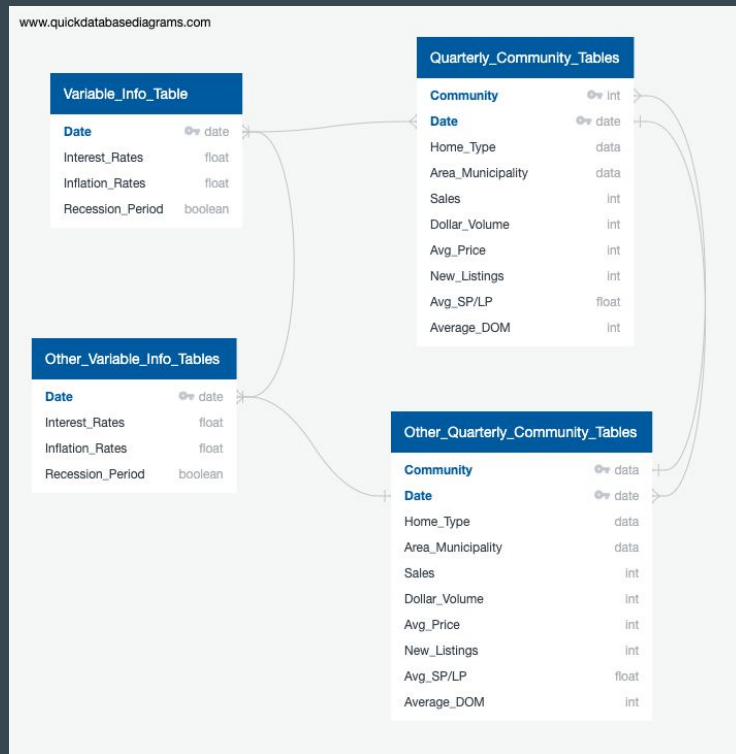 www.quickdatabasediagrams.com
Variable_Info_Table
Date date
Interest_Rates float
Inflation_Rates float
Recession_Period boolean
Quarterly_Community_Tables
Community int
Date date
Home_Type data
Area_Municipality data
Sales int
Dollar_Volume int
Avg_Price int
New_Listings int
Avg_SP/LP float
Average_DOM int
Other_Variable_Info_Tables
Date date
Interest_Rates float
Inflation_Rates float
Recession_Period boolean
Other_Quarterly_Community_Tables
Community data
Date date
Home_Type data
Area_Municipality data
Sales int
Dollar_Volume int
Avg_Price int
New_Listings int
Avg_SP/LP float
Average_DOM int